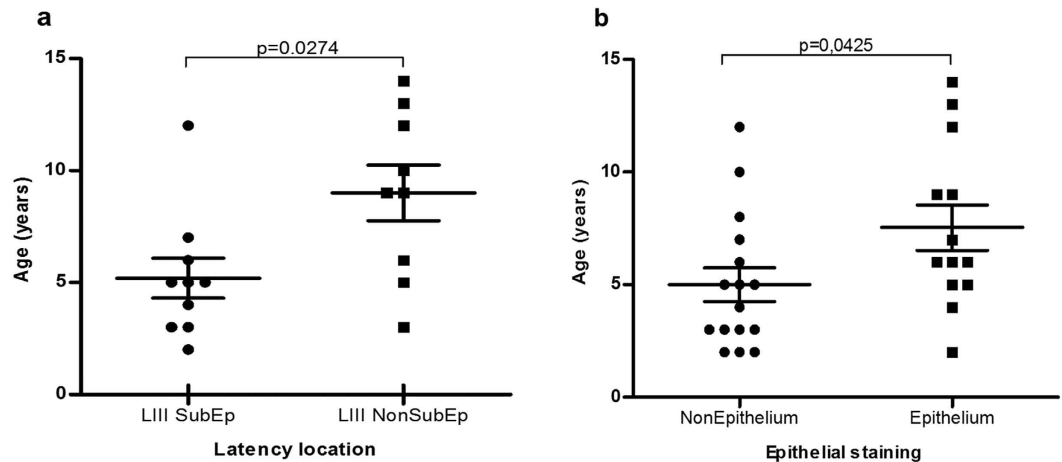 a
p=0.0274
15
10
5
0
Age (years)
LIII SubEp
LIII NonSubEp
Latency location
b
p=0,0425
15
10
5
0
Age (years)
NonEpithelium
Epithelium
Epithelial staining